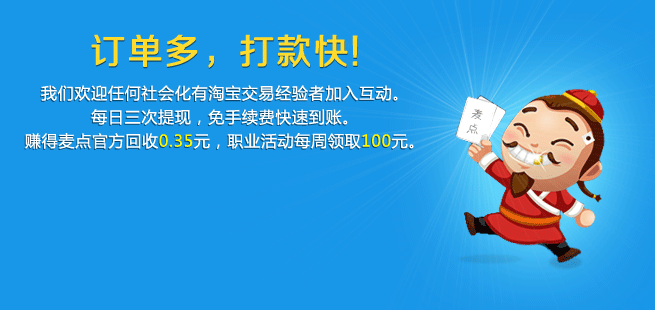 订单多，打款快!
我们欢迎任何社会化有淘宝交易经验者加入互动。
每日三次提现，免手续费快速到账。
赚得麦点官方回收0.35元，职业活动每周领取100元。
麦
点